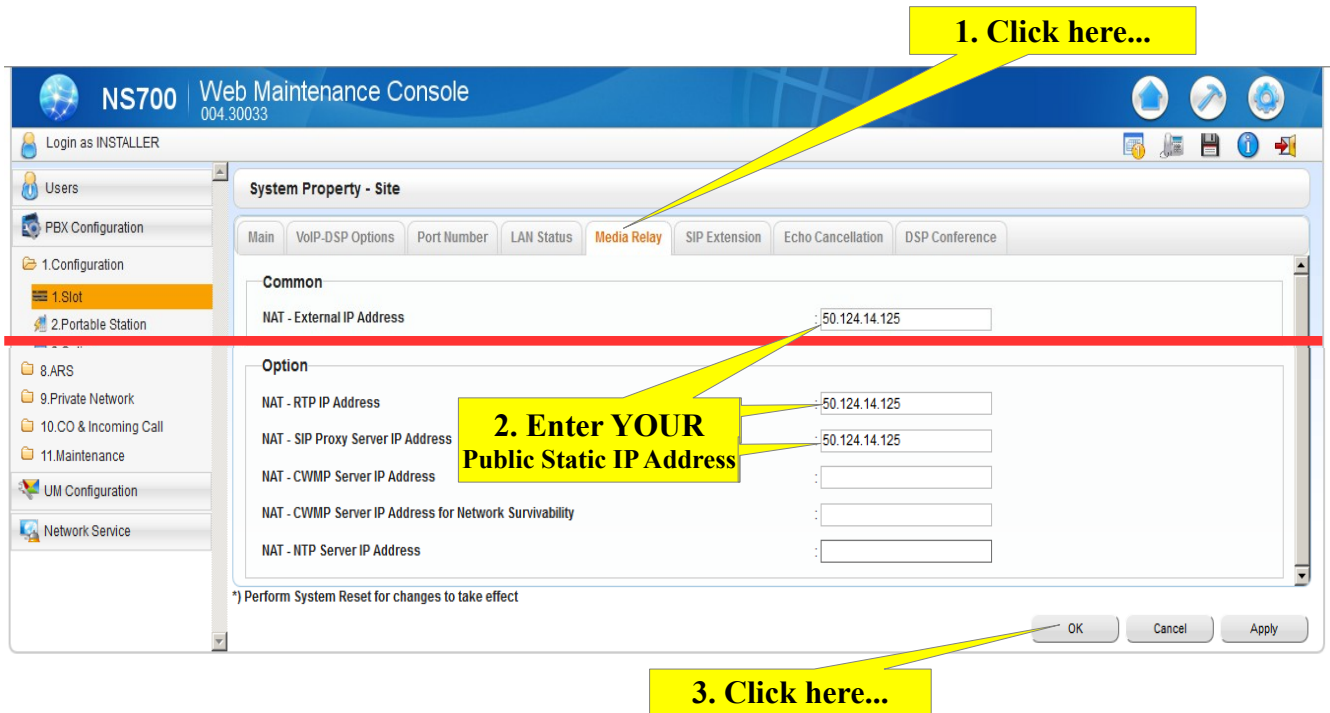 1. Click here...
NS700
Web Maintenance Console
004.30033
Login as INSTALLER
Users
System Property - Site
PBX Configuration
Main
VoIP-DSP Options
Port Number
LAN Status
Media Relay
SIP Extension
Echo Cancellation
DSP Conference
1.Configuration
1.Slot
2.Portable Station
Common
NAT - External IP Address
: 50.124.14.125
8.ARS
9.Private Network
10.CO & Incoming Call
11.Maintenance
UM Configuration
Network Service
Option
NAT - RTP IP Address
: 50.124.14.125
NAT - SIP Proxy Server IP Address
: 50.124.14.125
NAT - CWMP Server IP Address
:
NAT - CWMP Server IP Address for Network Survivability
:
NAT - NTP Server IP Address
:
2. Enter YOUR
Public Static IP Address
*) Perform System Reset for changes to take effect
OK
Cancel
Apply
3. Click here...